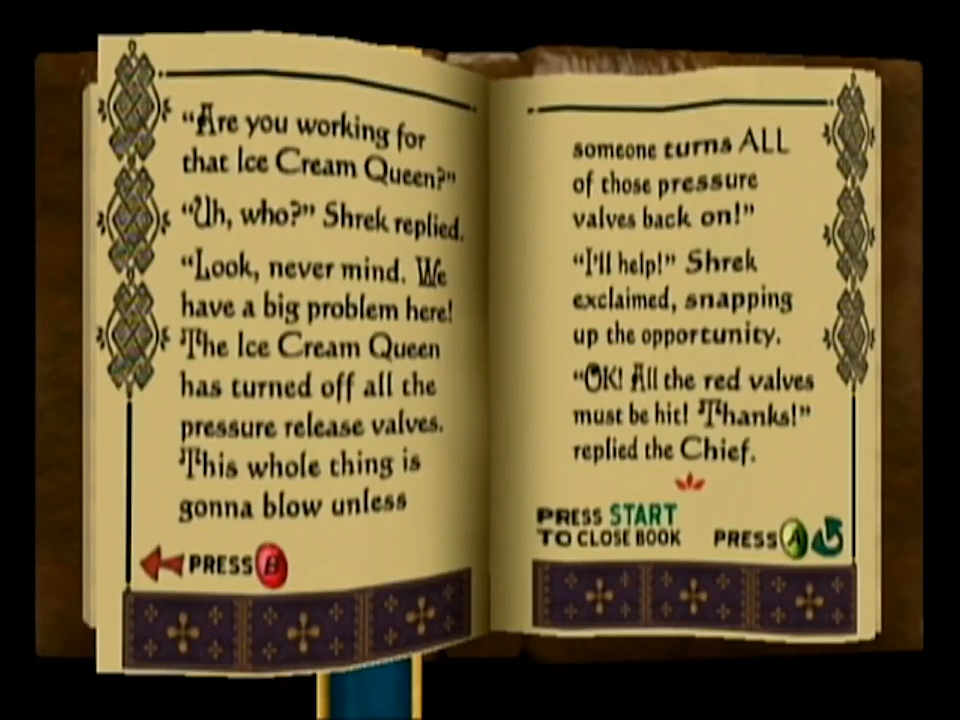 “Are you working for
that Ice Cream Queen?”
“Uh, who?” Shrek replied.
“Look, never mind. We
have a big problem here!
The Ice Cream Queen
has turned off all the
pressure release valves.
This whole thing is
gonna blow unless
PRESS B
someone turns ALL
of those pressure
valves back on!”
“I'll help!” Shrek
exclaimed, snapping
up the opportunity.
“OK! All the red valves
must be hit! Thanks!”
replied the Chief.
PRESS START
TO CLOSE BOOK
PRESS A